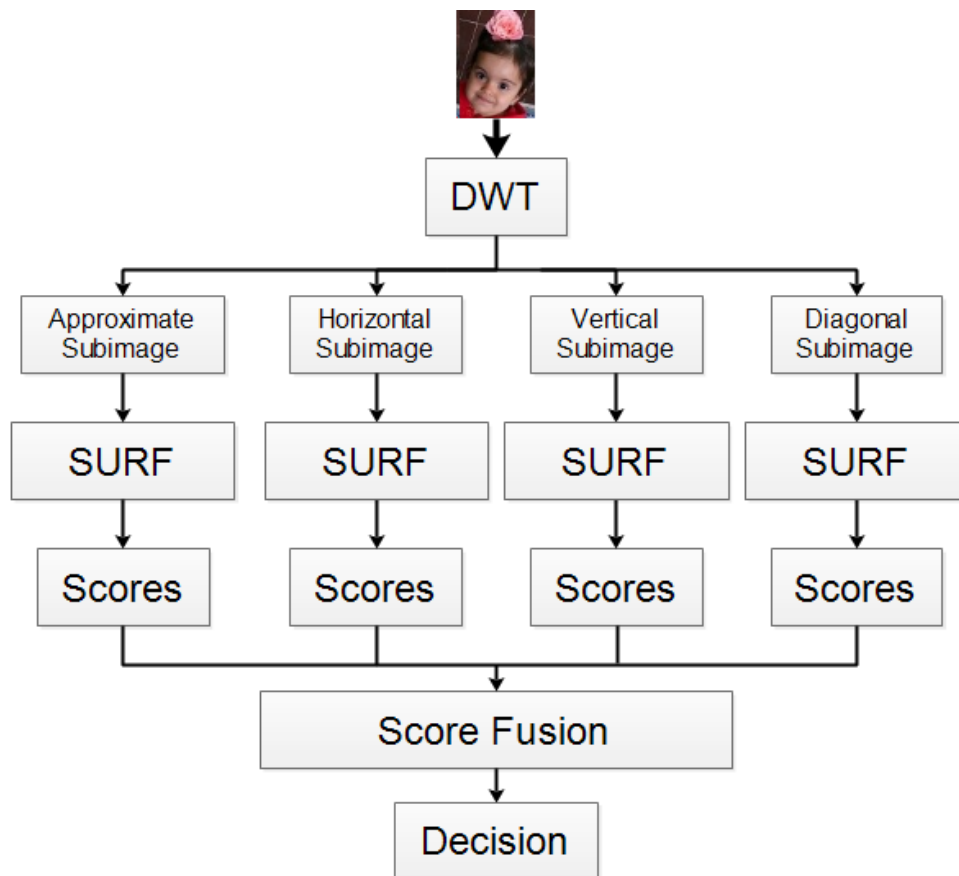 DWT
Approximate
Subimage
Horizontal
Subimage
Vertical
Subimage
Diagonal
Subimage
SURF
SURF
SURF
SURF
Scores
Scores
Scores
Scores
Score Fusion
Decision